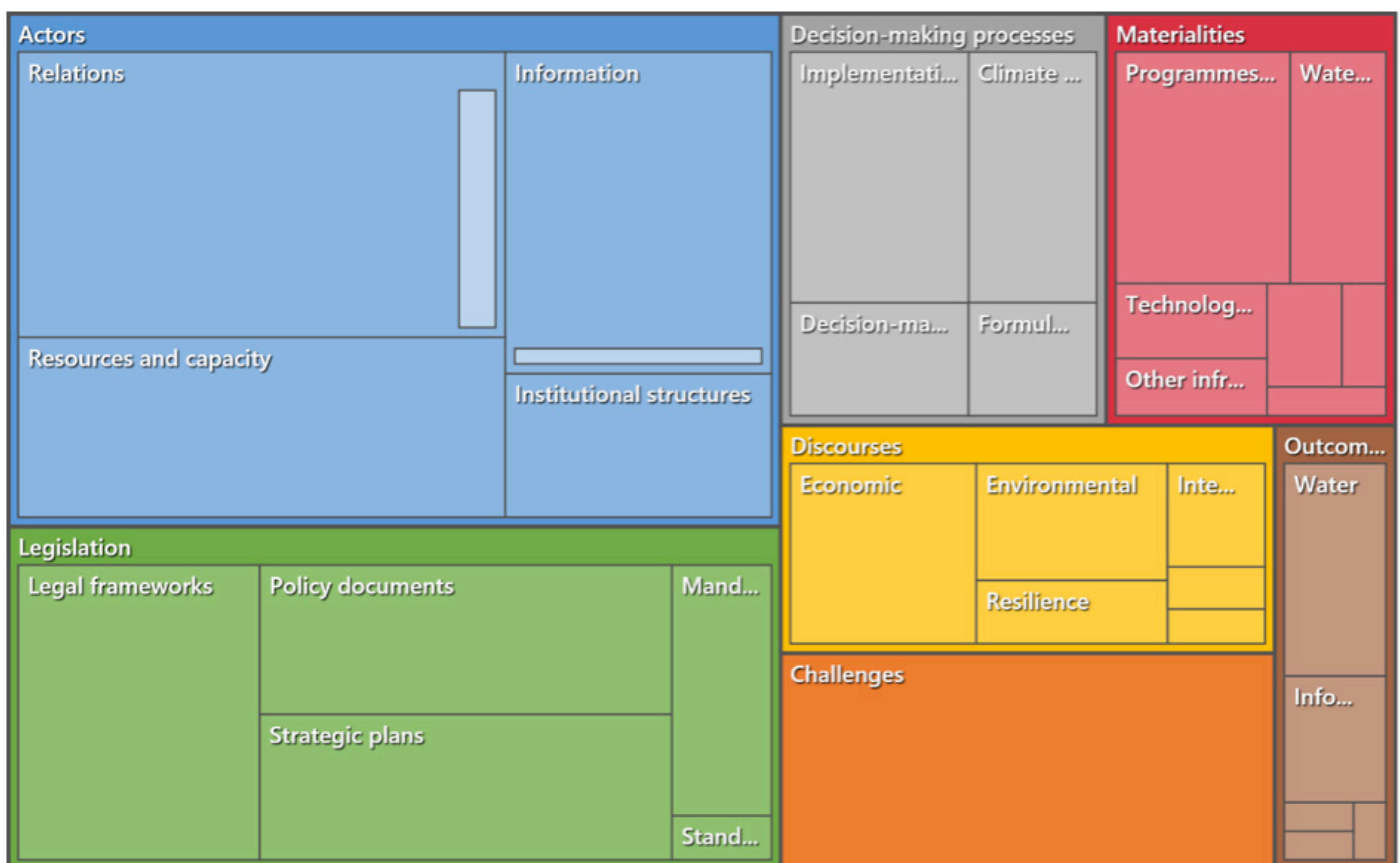 Actors
Relations
Information
Resources and capacity
Institutional structures
Legislation
Legal frameworks
Policy documents
Mand...
Strategic plans
Stand...
Decision-making processes
Implementati...
Climate ...
Decision-ma...
Formul...
Materialities
Programmes...
Wate...
Technolog...
Other infr...
Discourses
Economic
Environmental
Inte...
Resilience
Challenges
Outcom...
Water
Info...